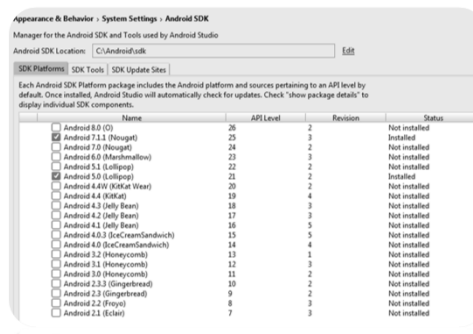 Appearance & Behavior › System Settings › Android SDK
Manager for the Android SDK and Tools used by Android Studio
Android SDK Location: C:\Android\sdk Edit
SDK Platforms SDK Tools SDK Update Sites
Each Android SDK Platform package includes the Android platform and sources pertaining to an API level by
default. Once installed, Android Studio will automatically check for updates. Check "show package details" to
display individual SDK components.
Name API Level Revision Status
Android 8.0 (O) 26 2 Not installed
Android 7.1.1 (Nougat) 25 3 Installed
Android 7.0 (Nougat) 24 2 Not installed
Android 6.0 (Marshmallow) 23 3 Not installed
Android 5.1 (Lollipop) 22 2 Not installed
Android 5.0 (Lollipop) 21 2 Installed
Android 4.4W (KitKat Wear) 20 2 Not installed
Android 4.4 (KitKat) 19 4 Not installed
Android 4.3 (Jelly Bean) 18 3 Not installed
Android 4.2 (Jelly Bean) 17 3 Not installed
Android 4.1 (Jelly Bean) 16 5 Not installed
Android 4.0.3 (IceCreamSandwich) 15 5 Not installed
Android 4.0 (IceCreamSandwich) 14 4 Not installed
Android 3.2 (Honeycomb) 13 1 Not installed
Android 3.1 (Honeycomb) 12 3 Not installed
Android 3.0 (Honeycomb) 11 2 Not installed
Android 2.3.3 (Gingerbread) 10 2 Not installed
Android 2.3 (Gingerbread) 9 2 Not installed
Android 2.2 (Froyo) 8 3 Not installed
Android 2.1 (Eclair) 7 3 Not installed